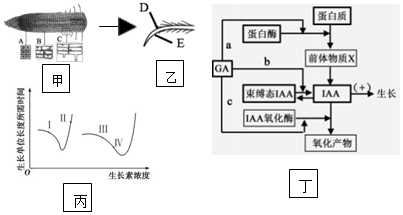 A B C
甲
D
E
乙
生长单位长度所需时间
I II III IV
O
生长素浓度
丙
蛋白质
蛋白酶
a
前体物质X
GA
b
束缚态IAA
IAA
(+)
生长
c
IAA氧化酶
氧化产物
丁